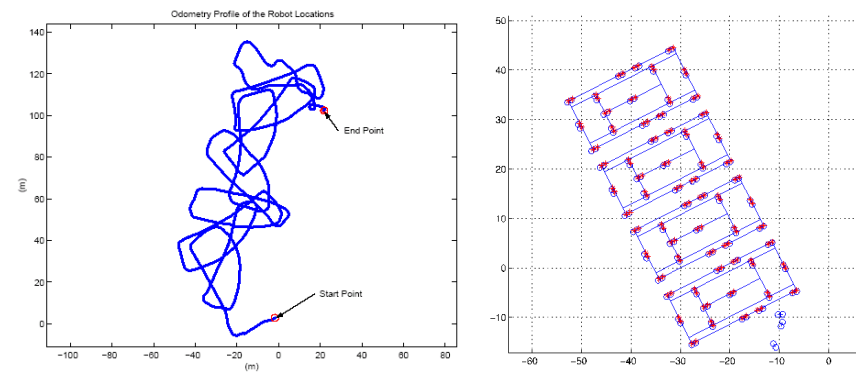 Odometry Profile of the Robot Locations
140
120
100
80
60
40
20
0
(m)
−100 −80 −60 −40 −20 0 20 40 60 80
(m)
End Point
Start Point
50
40
30
20
10
0
−10
−60 −50 −40 −30 −20 −10 0